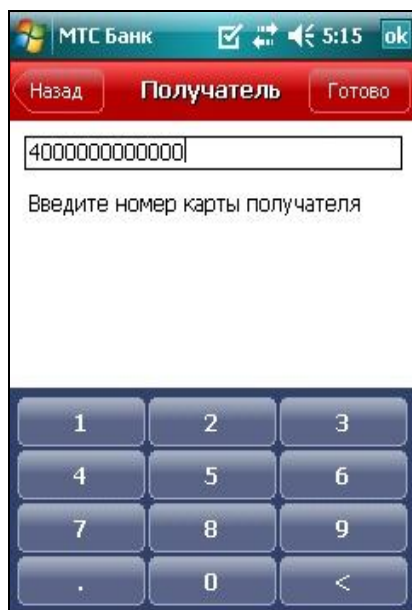 МТС Банк 5:15 ok
Назад Получатель Готово
4000000000000
Введите номер карты получателя
1 2 3
4 5 6
7 8 9
. 0 <